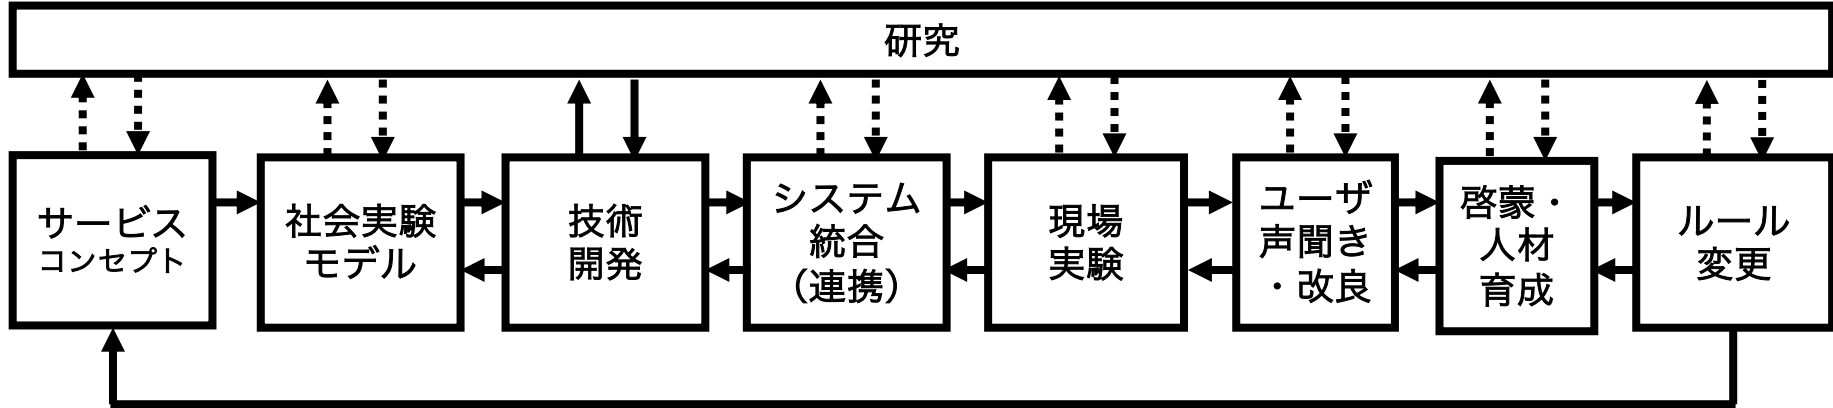 研究
サービス
コンセプト
社会実験
モデル
技術
開発
システム
統合
（連携）
現場
実験
ユーザ
声聞き
・改良
啓蒙・
人材
育成
ルール
変更